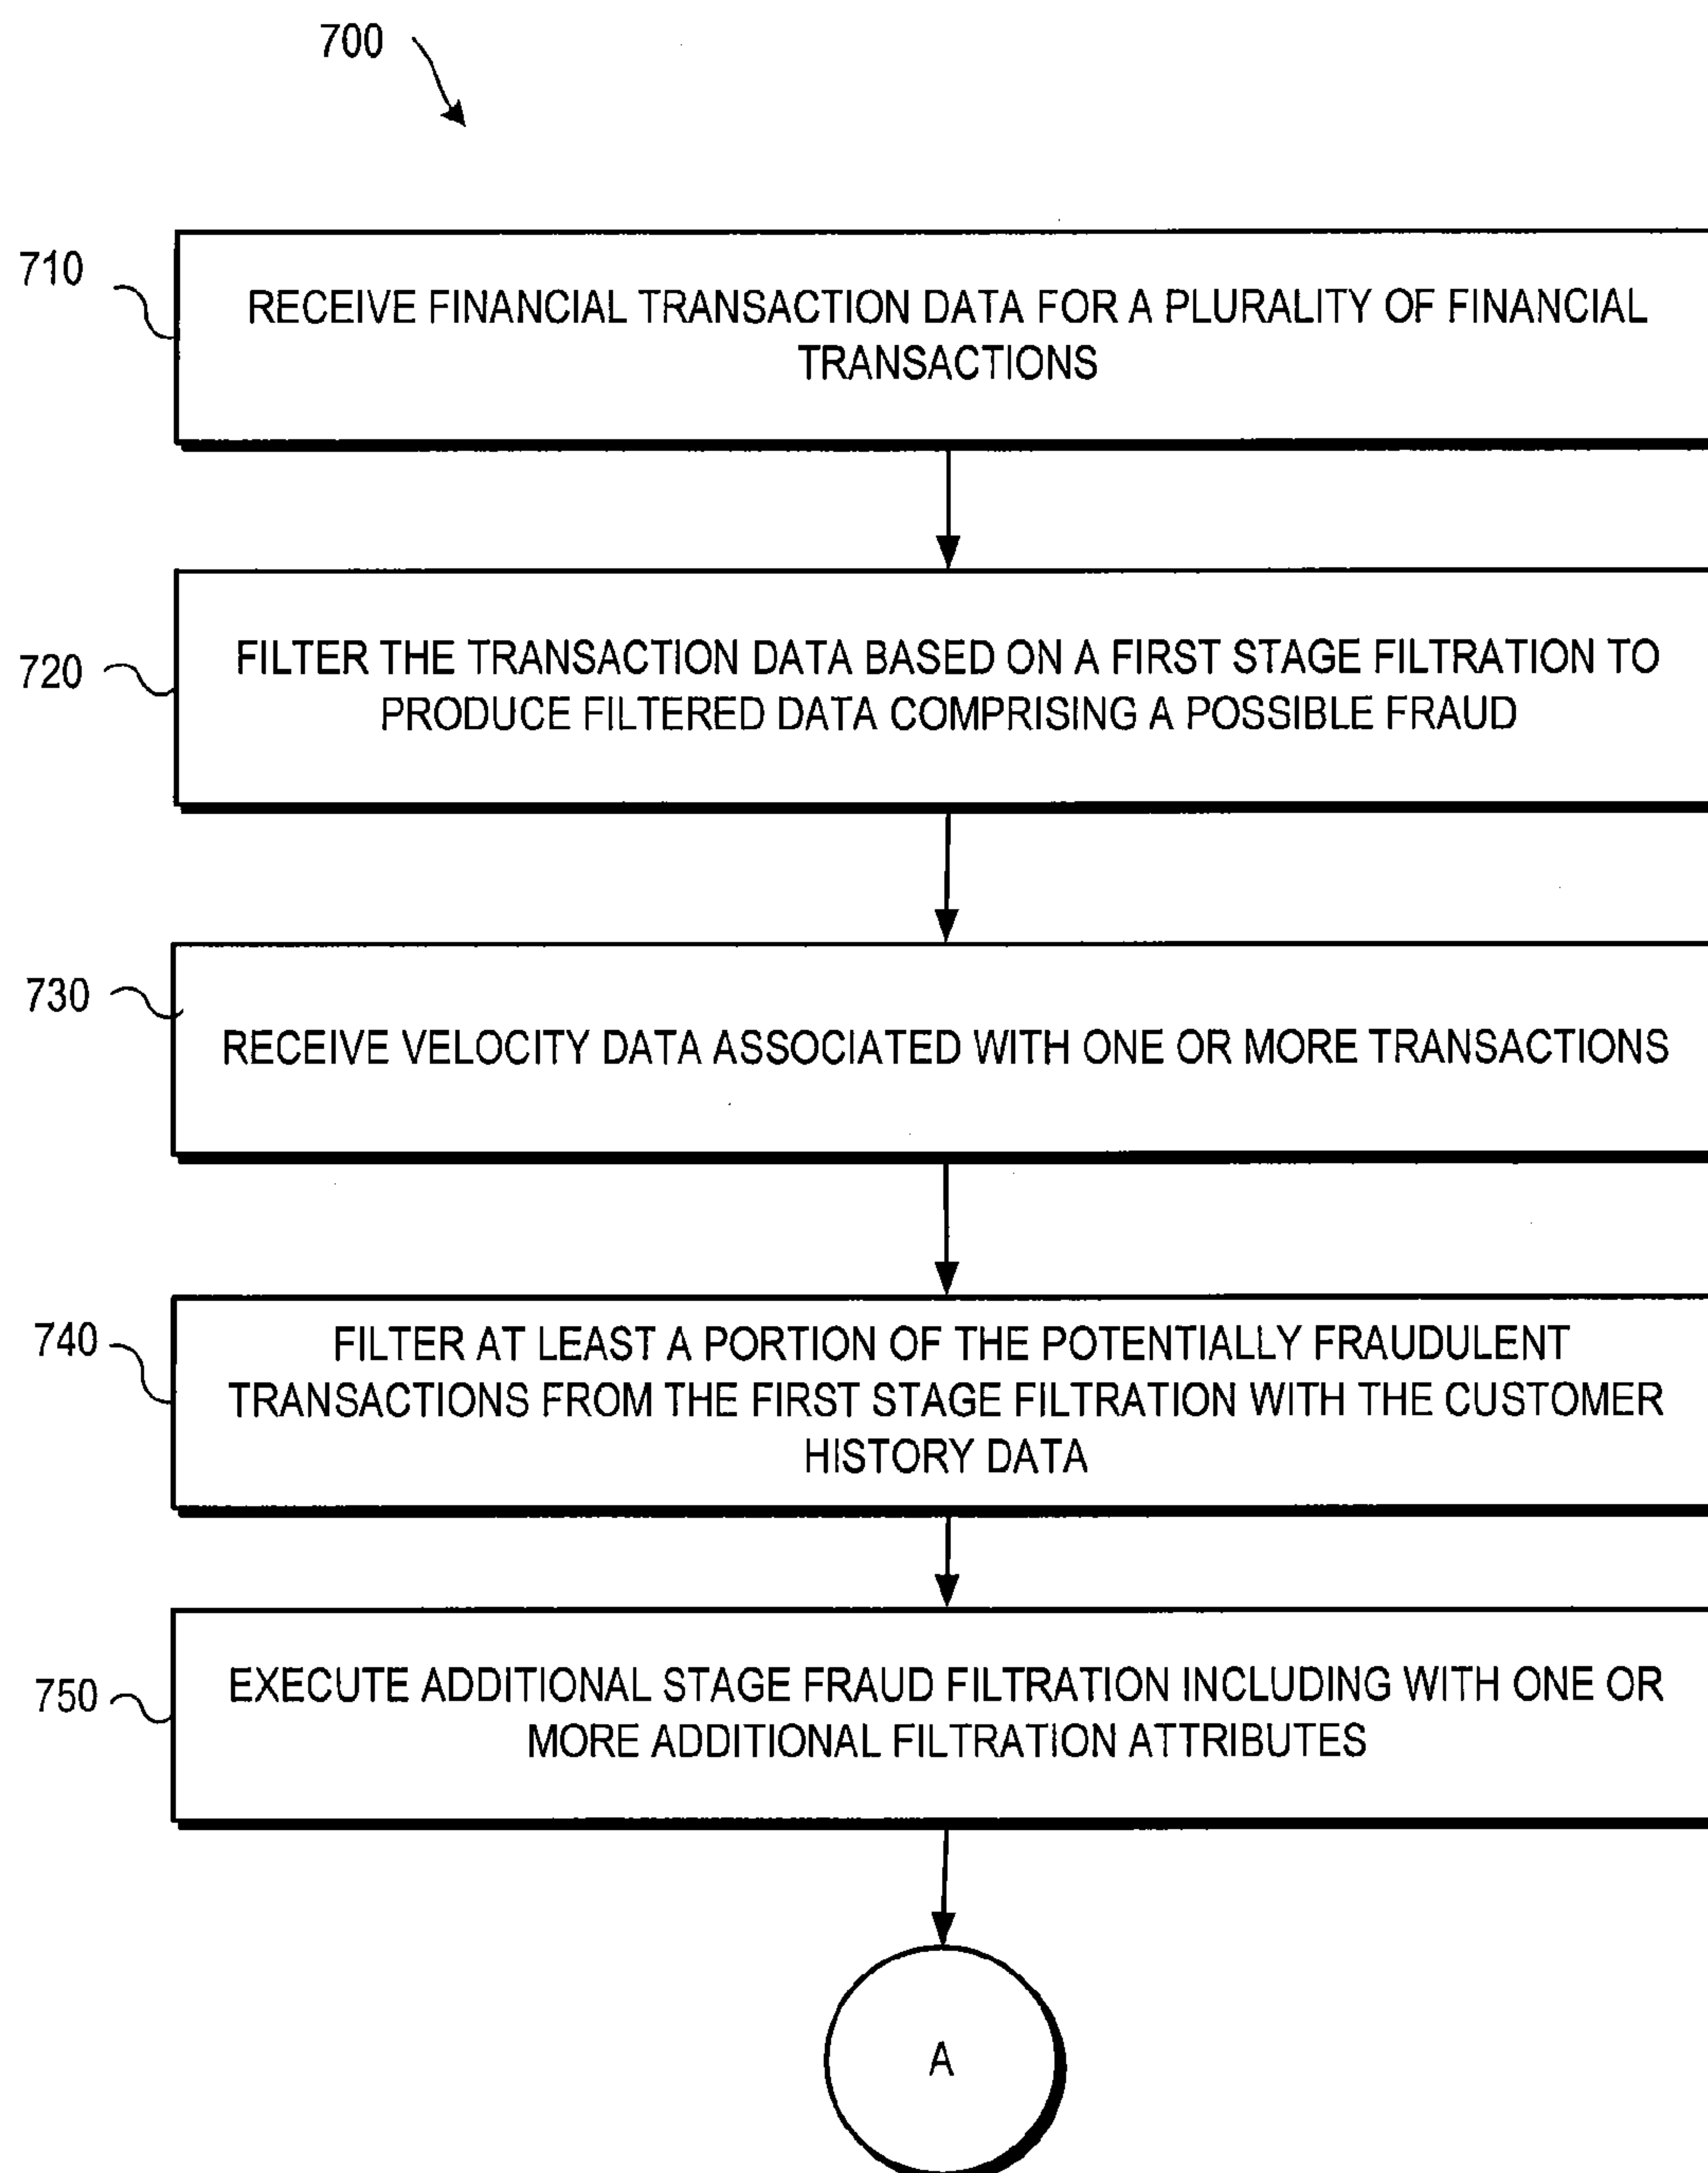 700
710
RECEIVE FINANCIAL TRANSACTION DATA FOR A PLURALITY OF FINANCIAL
TRANSACTIONS
720
FILTER THE TRANSACTION DATA BASED ON A FIRST STAGE FILTRATION TO
PRODUCE FILTERED DATA COMPRISING A POSSIBLE FRAUD
730
RECEIVE VELOCITY DATA ASSOCIATED WITH ONE OR MORE TRANSACTIONS
740
FILTER AT LEAST A PORTION OF THE POTENTIALLY FRAUDULENT
TRANSACTIONS FROM THE FIRST STAGE FILTRATION WITH THE CUSTOMER
HISTORY DATA
750
EXECUTE ADDITIONAL STAGE FRAUD FILTRATION INCLUDING WITH ONE OR
MORE ADDITIONAL FILTRATION ATTRIBUTES
A